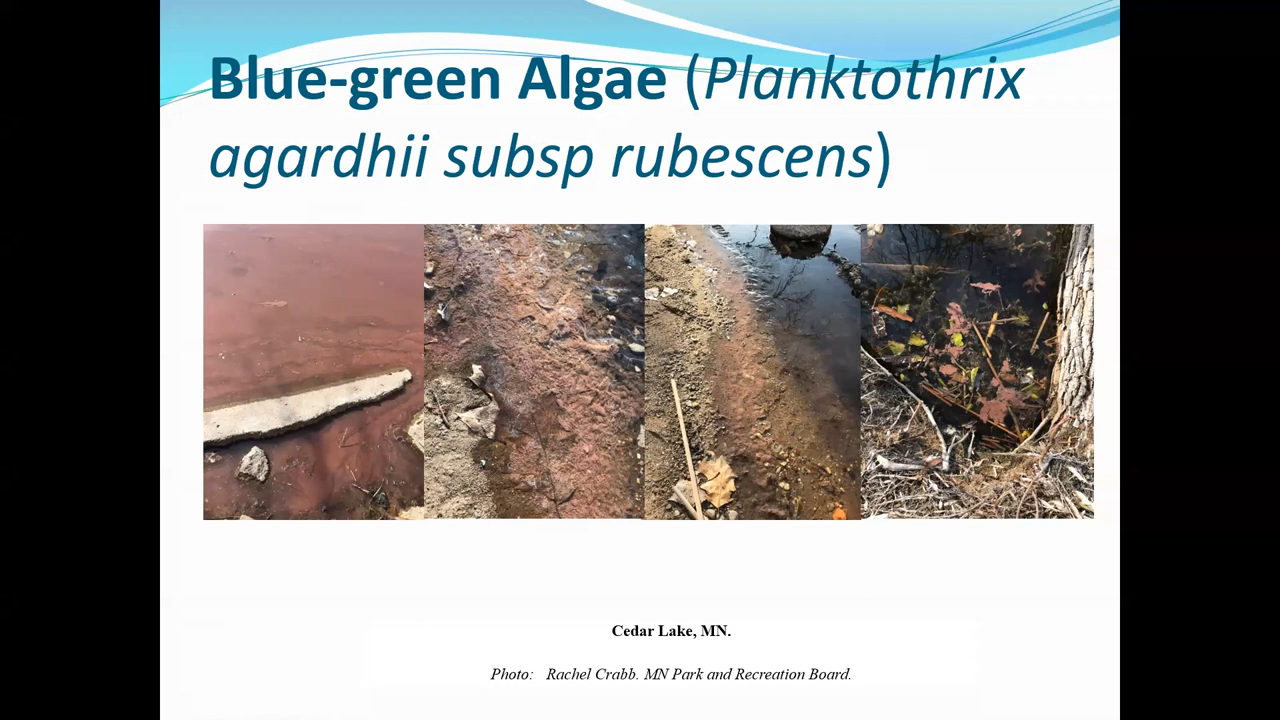 Blue-green Algae (Planktothrix
agardhii subsp rubescens)
Cedar Lake, MN.
Photo: Rachel Crabb. MN Park and Recreation Board.